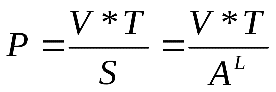 P = V * T / S = V * T / A^L